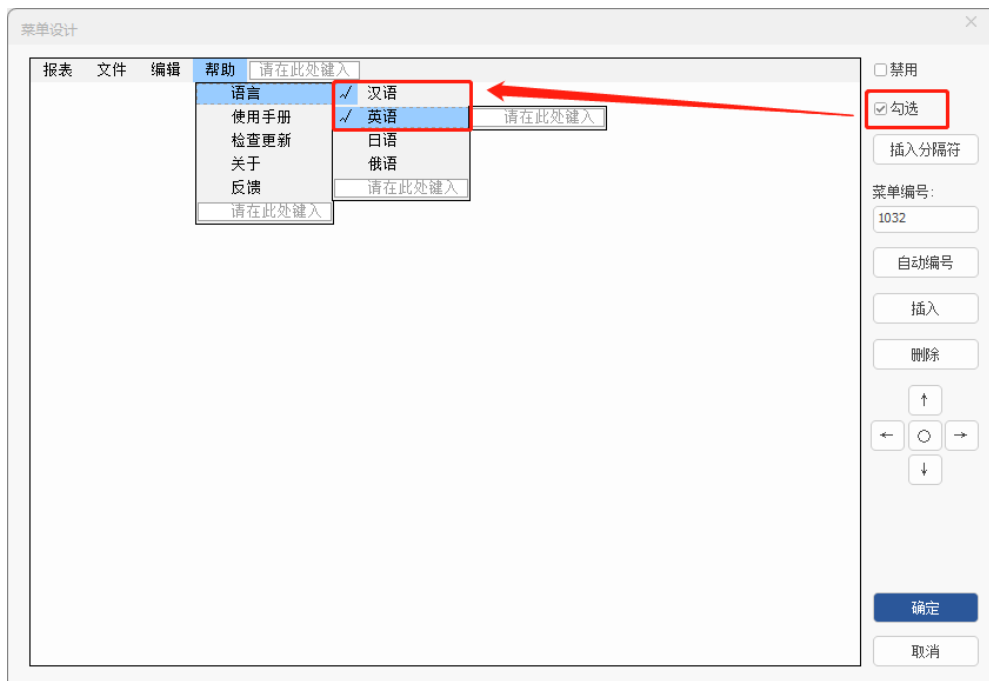 菜单设计
报表 文件 编辑 帮助 请在此处键入
禁用
语言 √ 汉语
勾选
使用手册 √ 英语 请在此处键入
检查更新 日语
插入分隔符
关于 俄语
反馈 请在此处键入
菜单编号:
请在此处键入
1032
自动编号
插入
删除
↑
← ○ →
↓
确定
取消